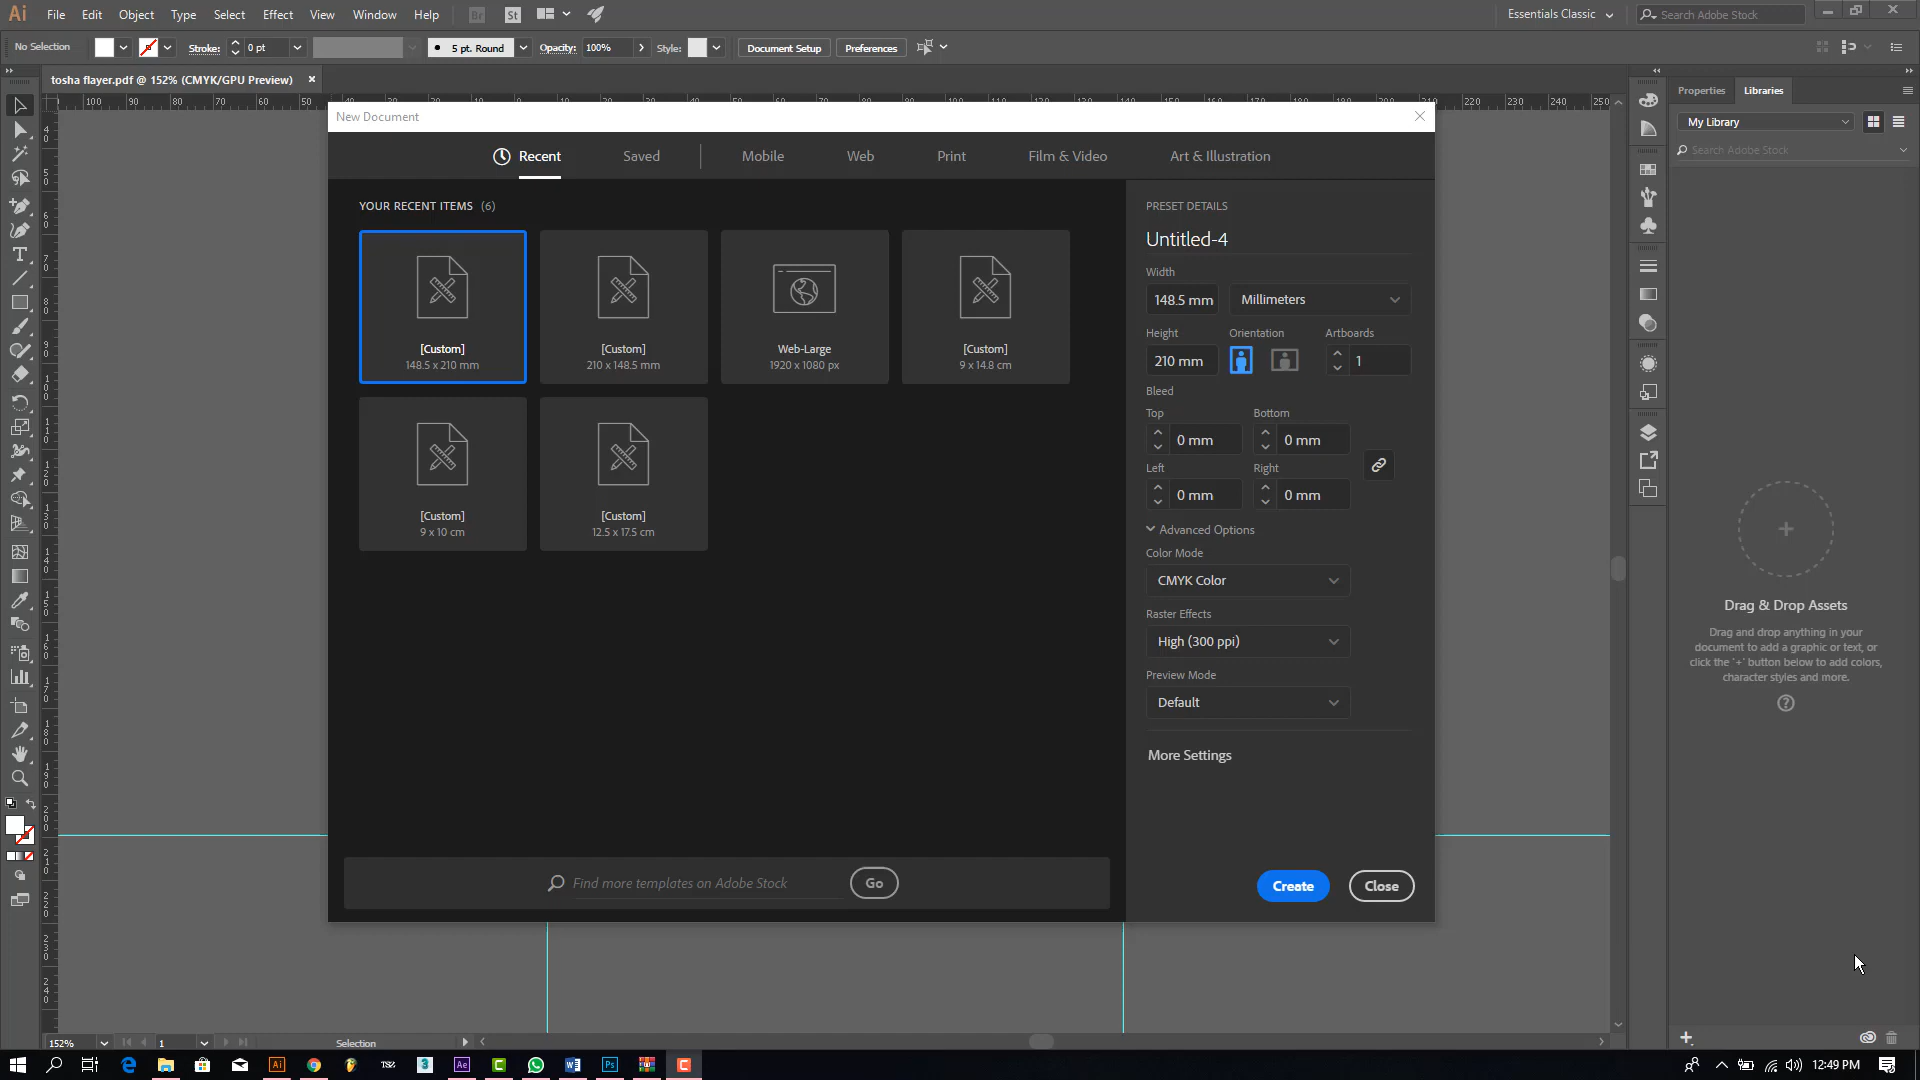 Ai File Edit Object Type Select Effect View Window Help Br St Essentials Classic Search Adobe Stock
No Selection Stroke: 0 pt 5 pt. Round Opacity: 100% Style: Document Setup Preferences
tosha flayer.pdf @ 152% (CMYK/GPU Preview)
New Document
Recent Saved Mobile Web Print Film & Video Art & Illustration
YOUR RECENT ITEMS (6)
[Custom]
148.5 x 210 mm
[Custom]
210 x 148.5 mm
Web-Large
1920 x 1080 px
[Custom]
9 x 14.8 cm
[Custom]
9 x 10 cm
[Custom]
12.5 x 17.5 cm
Find more templates on Adobe Stock Go
PRESET DETAILS
Untitled-4
Width
148.5 mm Millimeters
Height Orientation Artboards
210 mm 1
Bleed
Top Bottom
0 mm 0 mm
Left Right
0 mm 0 mm
Advanced Options
Color Mode
CMYK Color
Raster Effects
High (300 ppi)
Preview Mode
Default
More Settings
Create Close
Properties Libraries
My Library
Search Adobe Stock
Drag & Drop Assets
Drag and drop anything in your
document to add a graphic or text, or
click the '+' button below to add colors,
character styles and more.
152% 1 Selection
12:49 PM